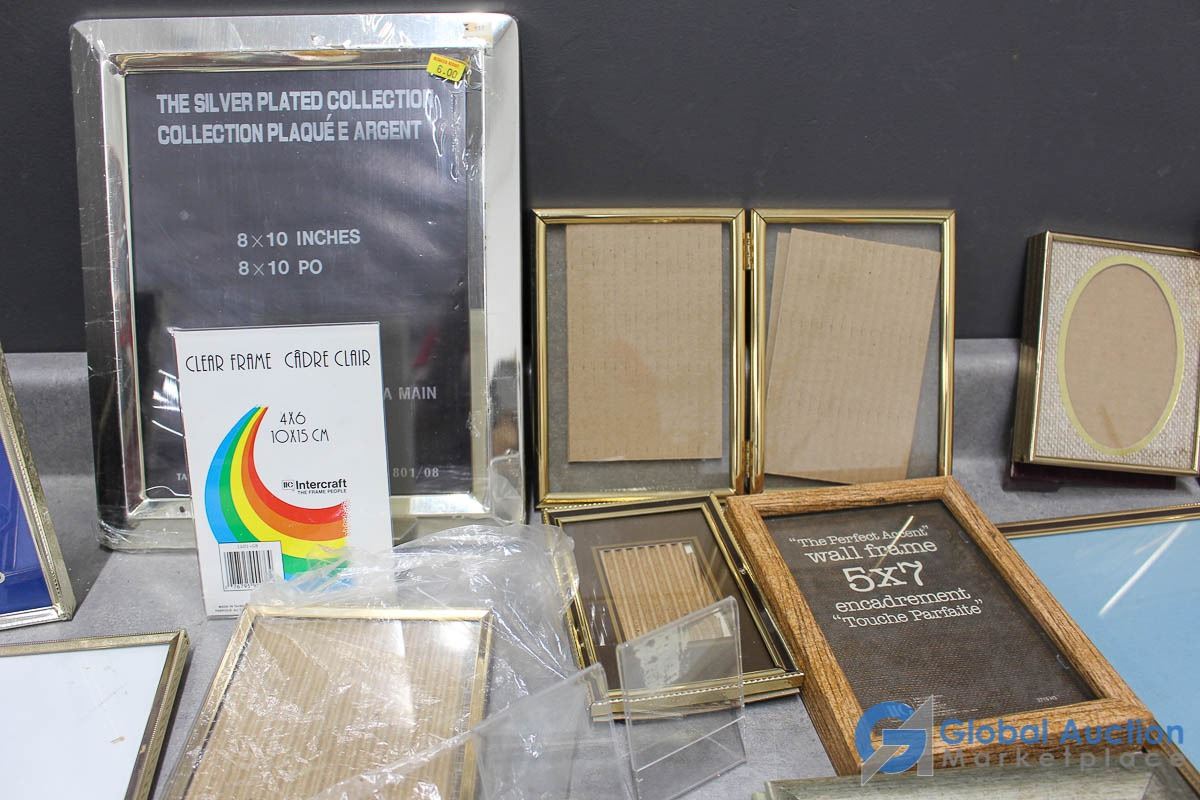 6.00
THE SILVER PLATED COLLECTION
COLLECTION PLAQUÉ E ARGENT
8×10 INCHES
8×10 PO
A MAIN
801/08
CLEAR FRAME CÂDRE CLAIR
4X6
10X15 CM
IIC Intercraft
THE FRAME PEOPLE
"The Perfect Accent"
wall frame
5x7
encadrement
"Touche Parfaite"
Global Auction
Marketplace